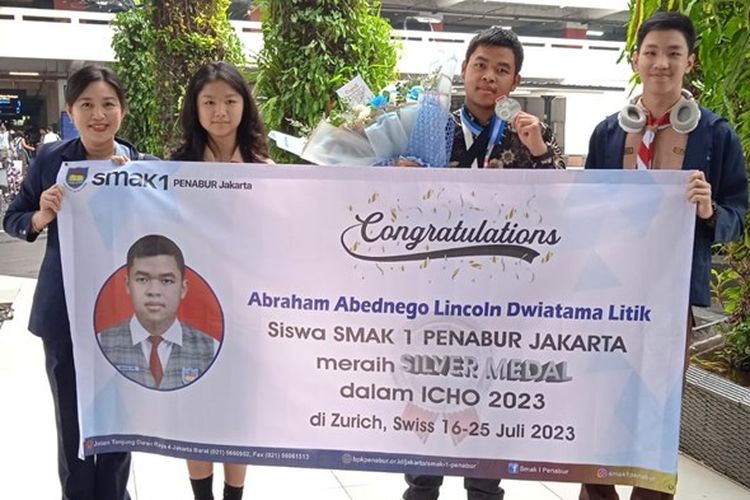 smak1 PENABUR Jakarta
Congratulations
Abraham Abednego Lincoln Dwiatama Litik
Siswa SMAK 1 PENABUR JAKARTA
meraih SILVER MEDAL
dalam ICHO 2023
di Zurich, Swiss 16-25 Juli 2023
Jalan Tanjung Duren Raya 4 Jakarta Barat (021) 5660952, Fax (021) 56961513
bpkpenabur.or.id/jakarta/smak-1-penabur/
Smak 1 Penabur
smak1penabur